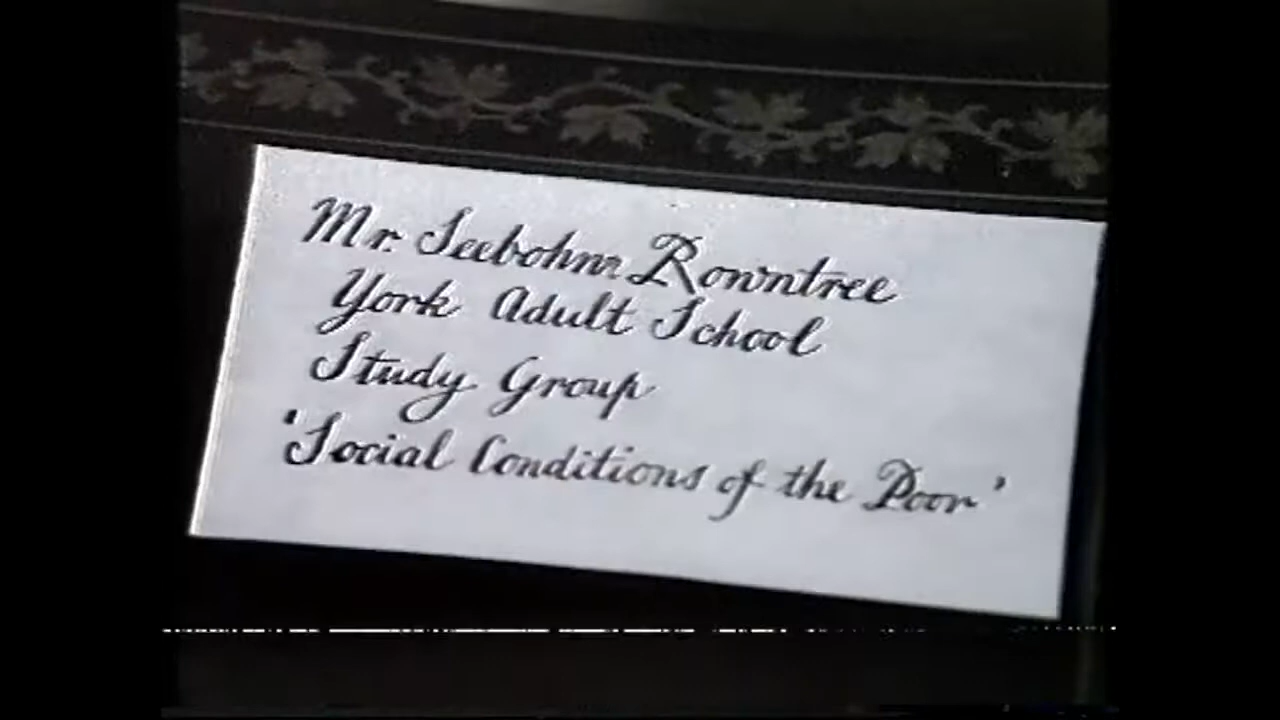 Mr. Seebohm Rowntree
York Adult School
Study Group
'Social Conditions of the Poor'